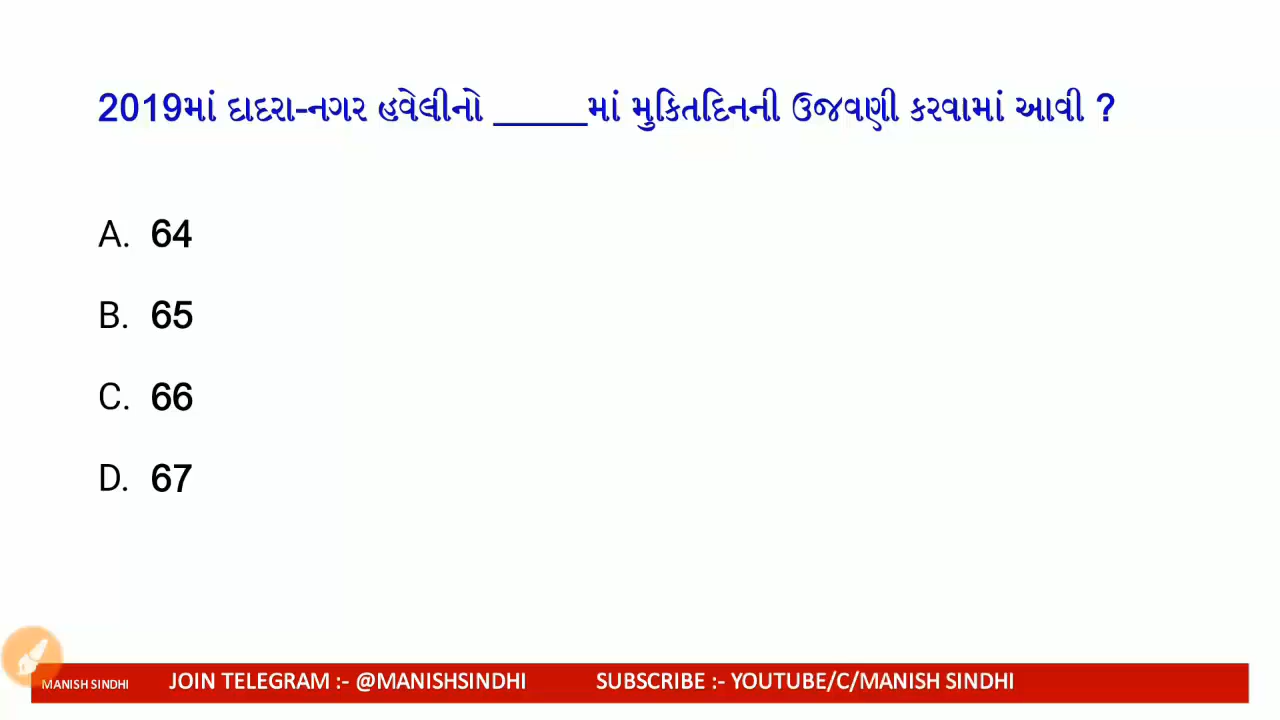 2019માં દાદરા-નગર હવેલીનો _____માં મુકિતદિનની ઉજવણી કરવામાં આવી ?
A. 64
B. 65
C. 66
D. 67
MANISH SINDHI JOIN TELEGRAM :- @MANISHSINDHI SUBSCRIBE :- YOUTUBE/C/MANISH SINDHI